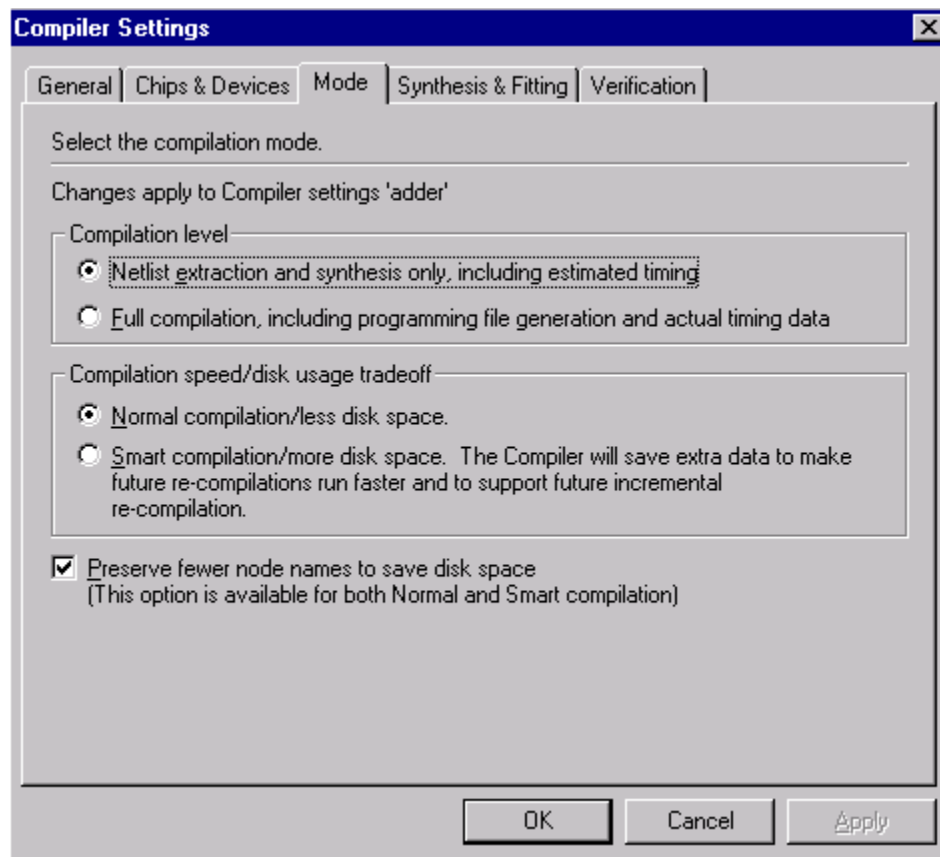 Compiler Settings
General
Chips & Devices
Mode
Synthesis & Fitting
Verification
Select the compilation mode.
Changes apply to Compiler settings 'adder'
Compilation level
Netlist extraction and synthesis only, including estimated timing
Full compilation, including programming file generation and actual timing data
Compilation speed/disk usage tradeoff
Normal compilation/less disk space.
Smart compilation/more disk space.  The Compiler will save extra data to make
future re-compilations run faster and to support future incremental
re-compilation.
Preserve fewer node names to save disk space
(This option is available for both Normal and Smart compilation)
OK
Cancel
Apply